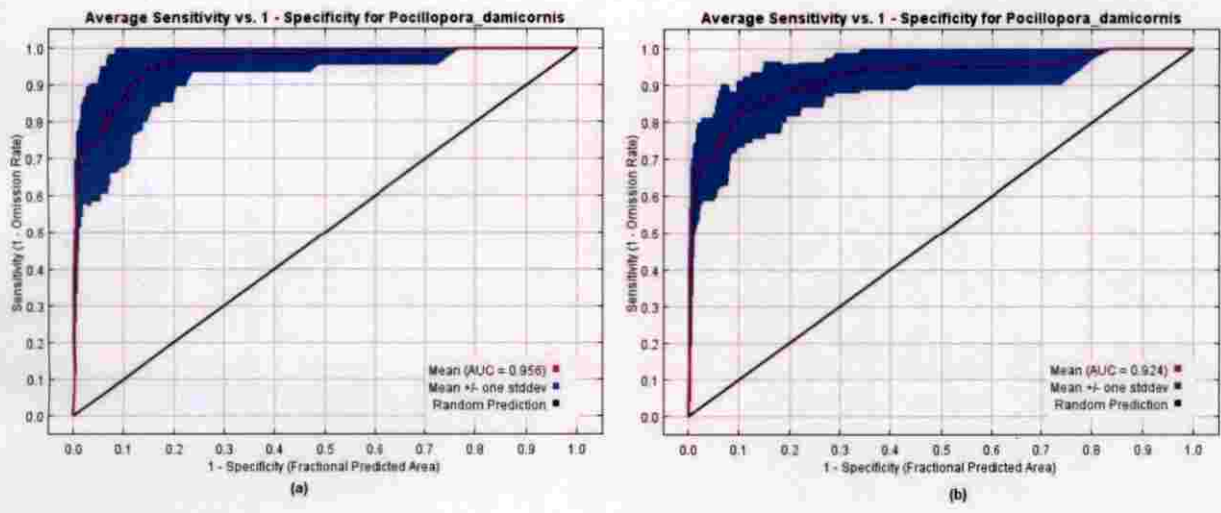 Average Sensitivity vs. 1 - Specificity for Pocillopora_damicornis
Sensitivity (1 - Omission Rate)
1.0
0.9
0.8
0.7
0.6
0.5
0.4
0.3
0.2
0.1
0.0
Mean (AUC = 0.956)
Mean +/- one stddev
Random Prediction
0.0 0.1 0.2 0.3 0.4 0.5 0.6 0.7 0.8 0.9 1.0
1 - Specificity (Fractional Predicted Area)
(a)
Average Sensitivity vs. 1 - Specificity for Pocillopora_damicornis
Sensitivity (1 - Omission Rate)
1.0
0.9
0.8
0.7
0.6
0.5
0.4
0.3
0.2
0.1
0.0
Mean (AUC = 0.924)
Mean +/- one stddev
Random Prediction
0.0 0.1 0.2 0.3 0.4 0.5 0.6 0.7 0.8 0.9 1.0
1 - Specificity (Fractional Predicted Area)
(b)